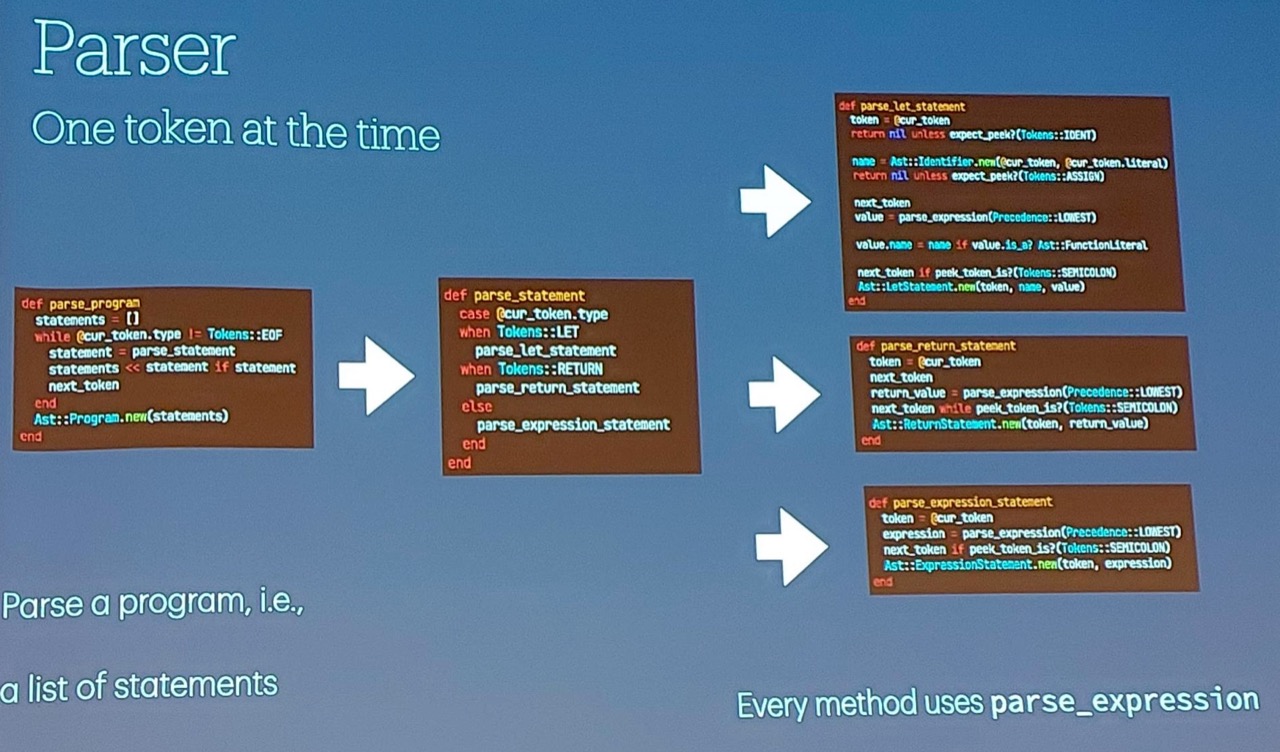 Parser
One token at the time
def parse_program
statements = []
while @cur_token.type != Tokens::EOF
statement = parse_statement
statements << statement if statement
next_token
end
Ast::Program.new(statements)
end
def parse_statement
case @cur_token.type
when Tokens::LET
parse_let_statement
when Tokens::RETURN
parse_return_statement
else
parse_expression_statement
end
end
def parse_let_statement
token = @cur_token
return nil unless expect_peek?(Tokens::IDENT)
name = Ast::Identifier.new(@cur_token, @cur_token.literal)
return nil unless expect_peek?(Tokens::ASSIGN)
next_token
value = parse_expression(Precedence::LOWEST)
value.name = name if value.is_a? Ast::FunctionLiteral
next_token if peek_token_is?(Tokens::SEMICOLON)
Ast::LetStatement.new(token, name, value)
end
def parse_return_statement
token = @cur_token
next_token
return_value = parse_expression(Precedence::LOWEST)
next_token while peek_token_is?(Tokens::SEMICOLON)
Ast::ReturnStatement.new(token, return_value)
end
def parse_expression_statement
token = @cur_token
expression = parse_expression(Precedence::LOWEST)
next_token if peek_token_is?(Tokens::SEMICOLON)
Ast::ExpressionStatement.new(token, expression)
end
Parse a program, i.e.,
a list of statements
Every method uses parse_expression